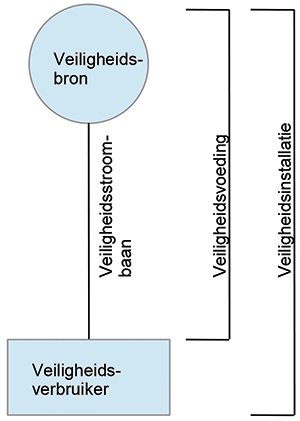 Veiligheids-
bron
Veiligheidsstroom-
baan
Veiligheidsvoeding
Veiligheidsinstallatie
Veiligheids-
verbruiker